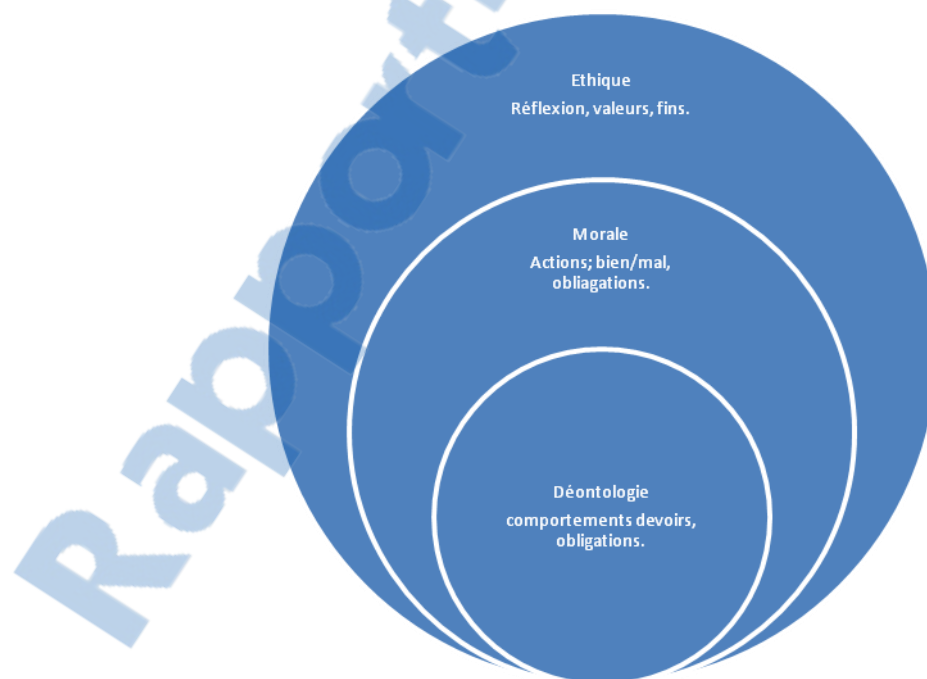 Ethique
Réflexion, valeurs, fins.
Morale
Actions; bien/mal,
obliagations.
Déontologie
comportements devoirs,
obligations.
Rapport